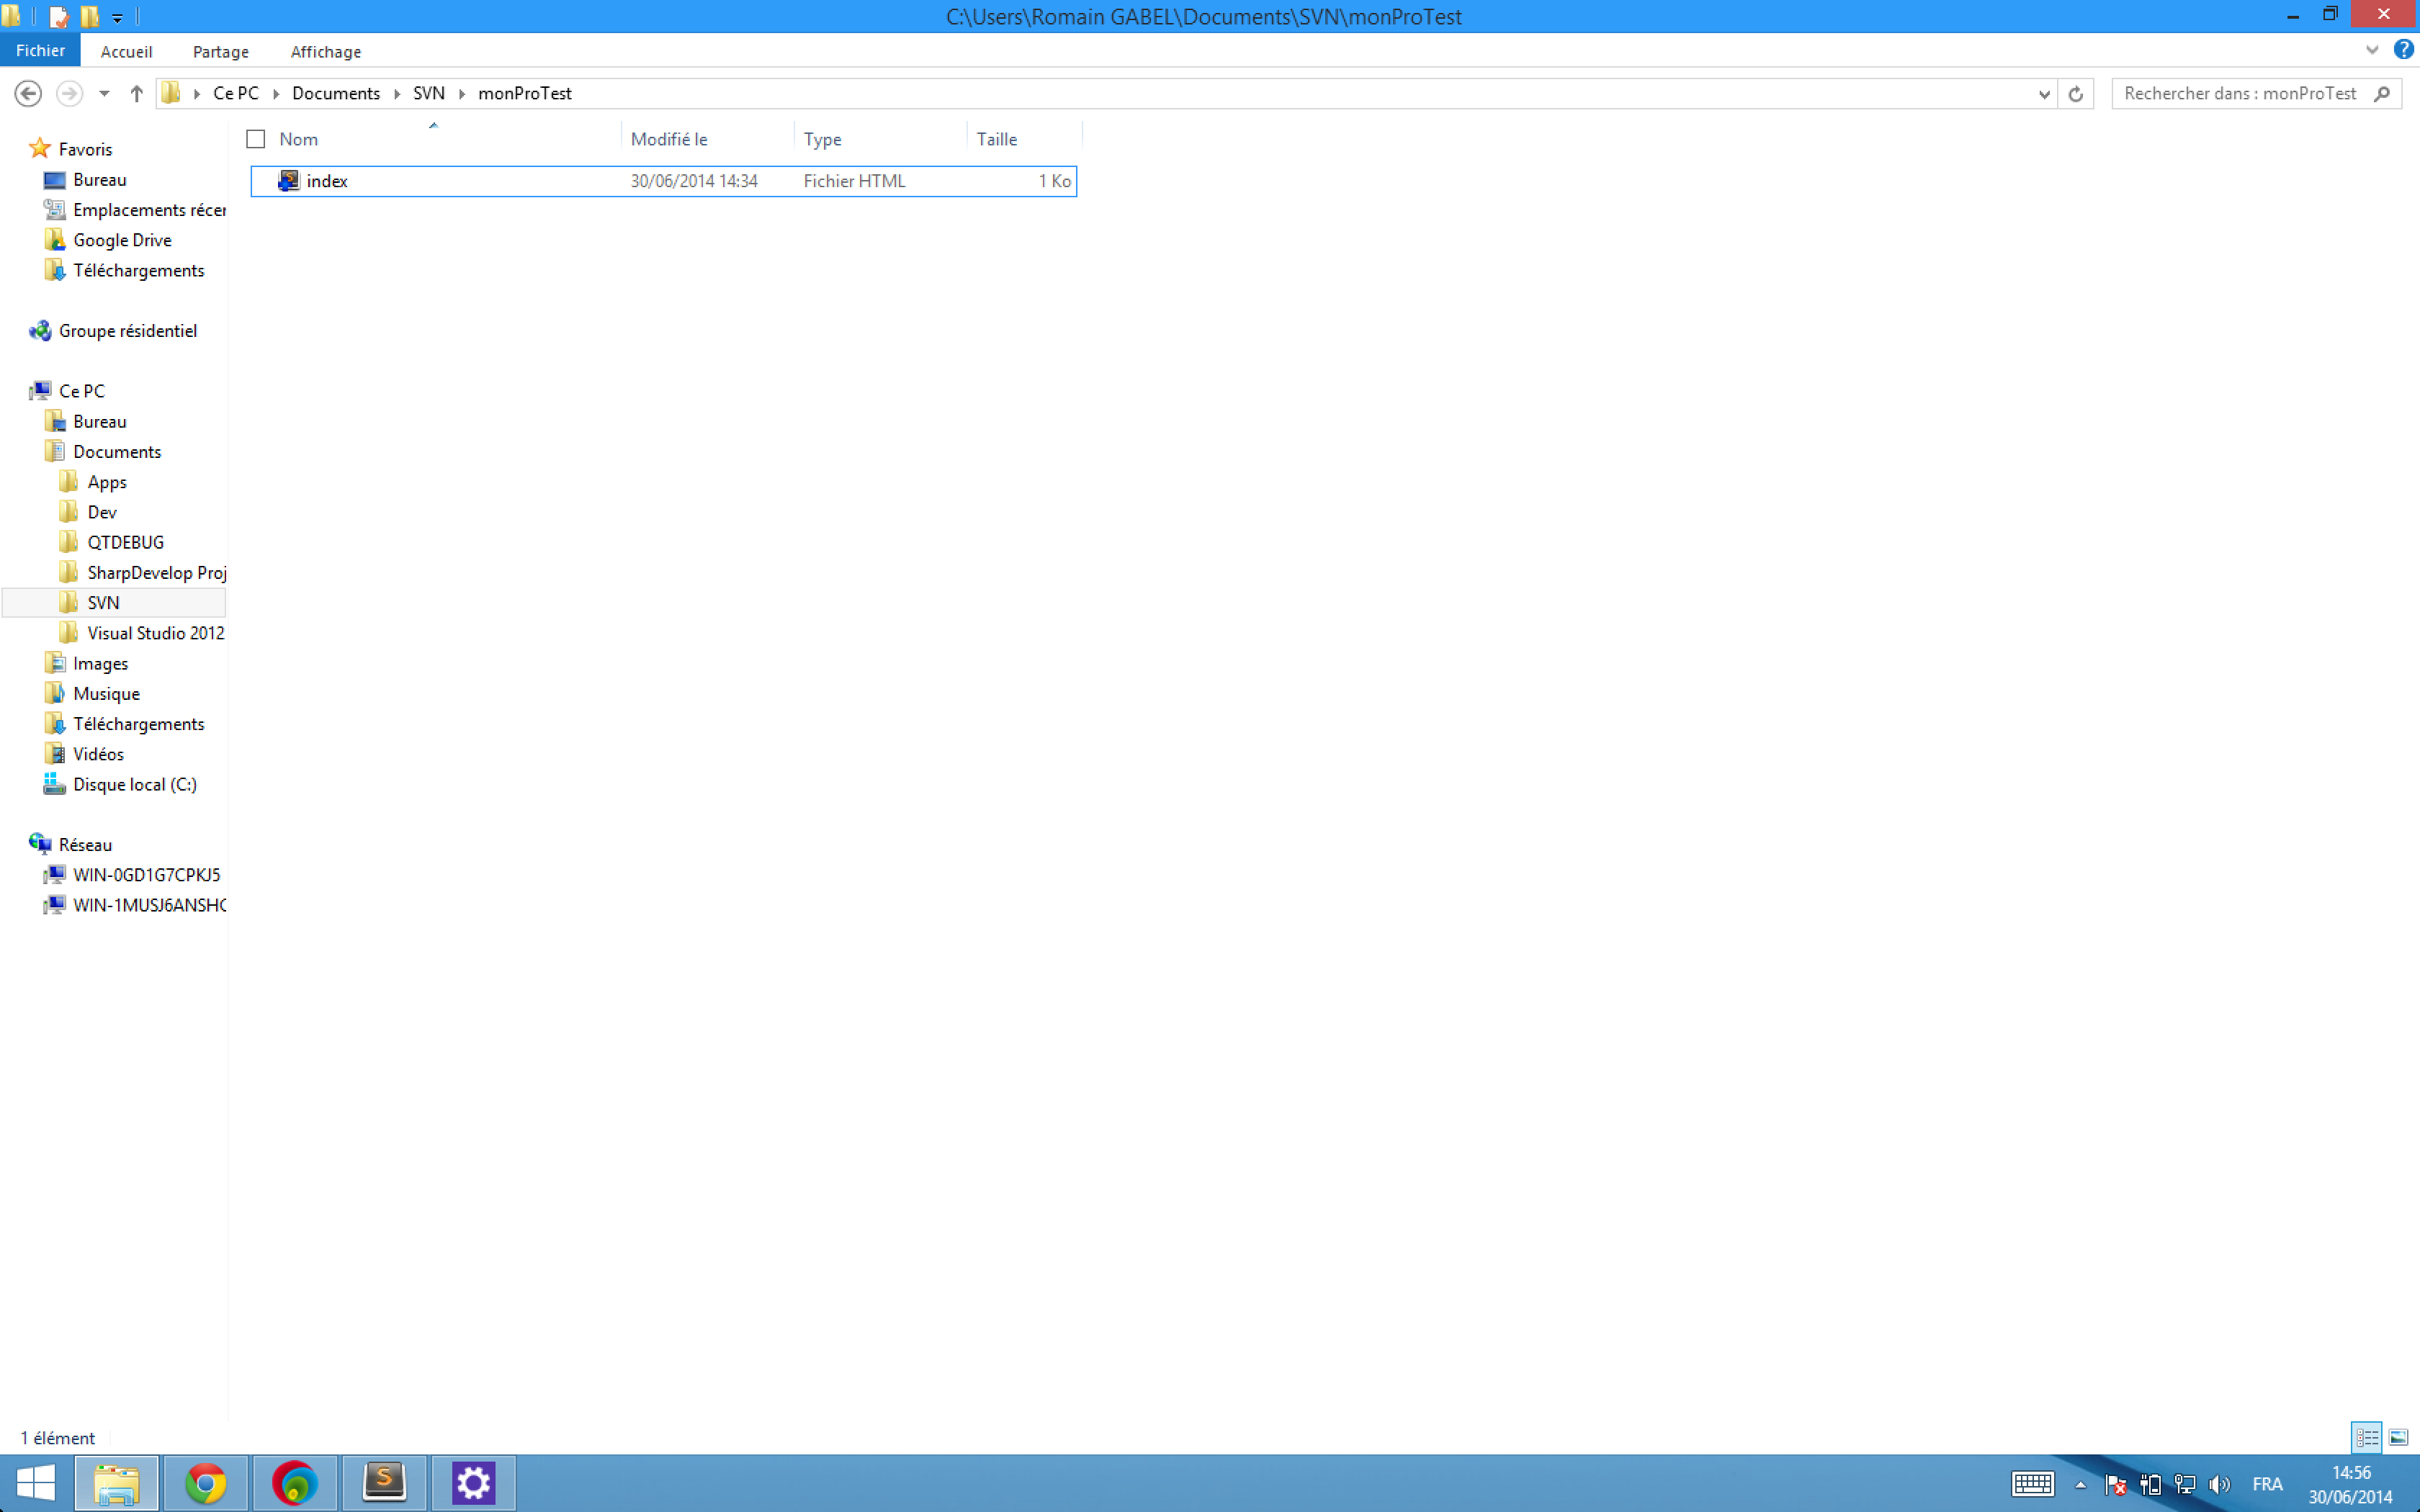 C:\Users\Romain GABEL\Documents\SVN\monProTest
Fichier Accueil Partage Affichage
Ce PC Documents SVN monProTest
Rechercher dans : monProTest
Nom Modifié le Type Taille
index 30/06/2014 14:34 Fichier HTML 1 Ko
Favoris
Bureau
Emplacements récer
Google Drive
Téléchargements
Groupe résidentiel
Ce PC
Bureau
Documents
Apps
Dev
QTDEBUG
SharpDevelop Proj
SVN
Visual Studio 2012
Images
Musique
Téléchargements
Vidéos
Disque local (C:)
Réseau
WIN-0GD1G7CPKJ5
WIN-1MUSJ6ANSHC
1 élément
FRA
14:56
30/06/2014